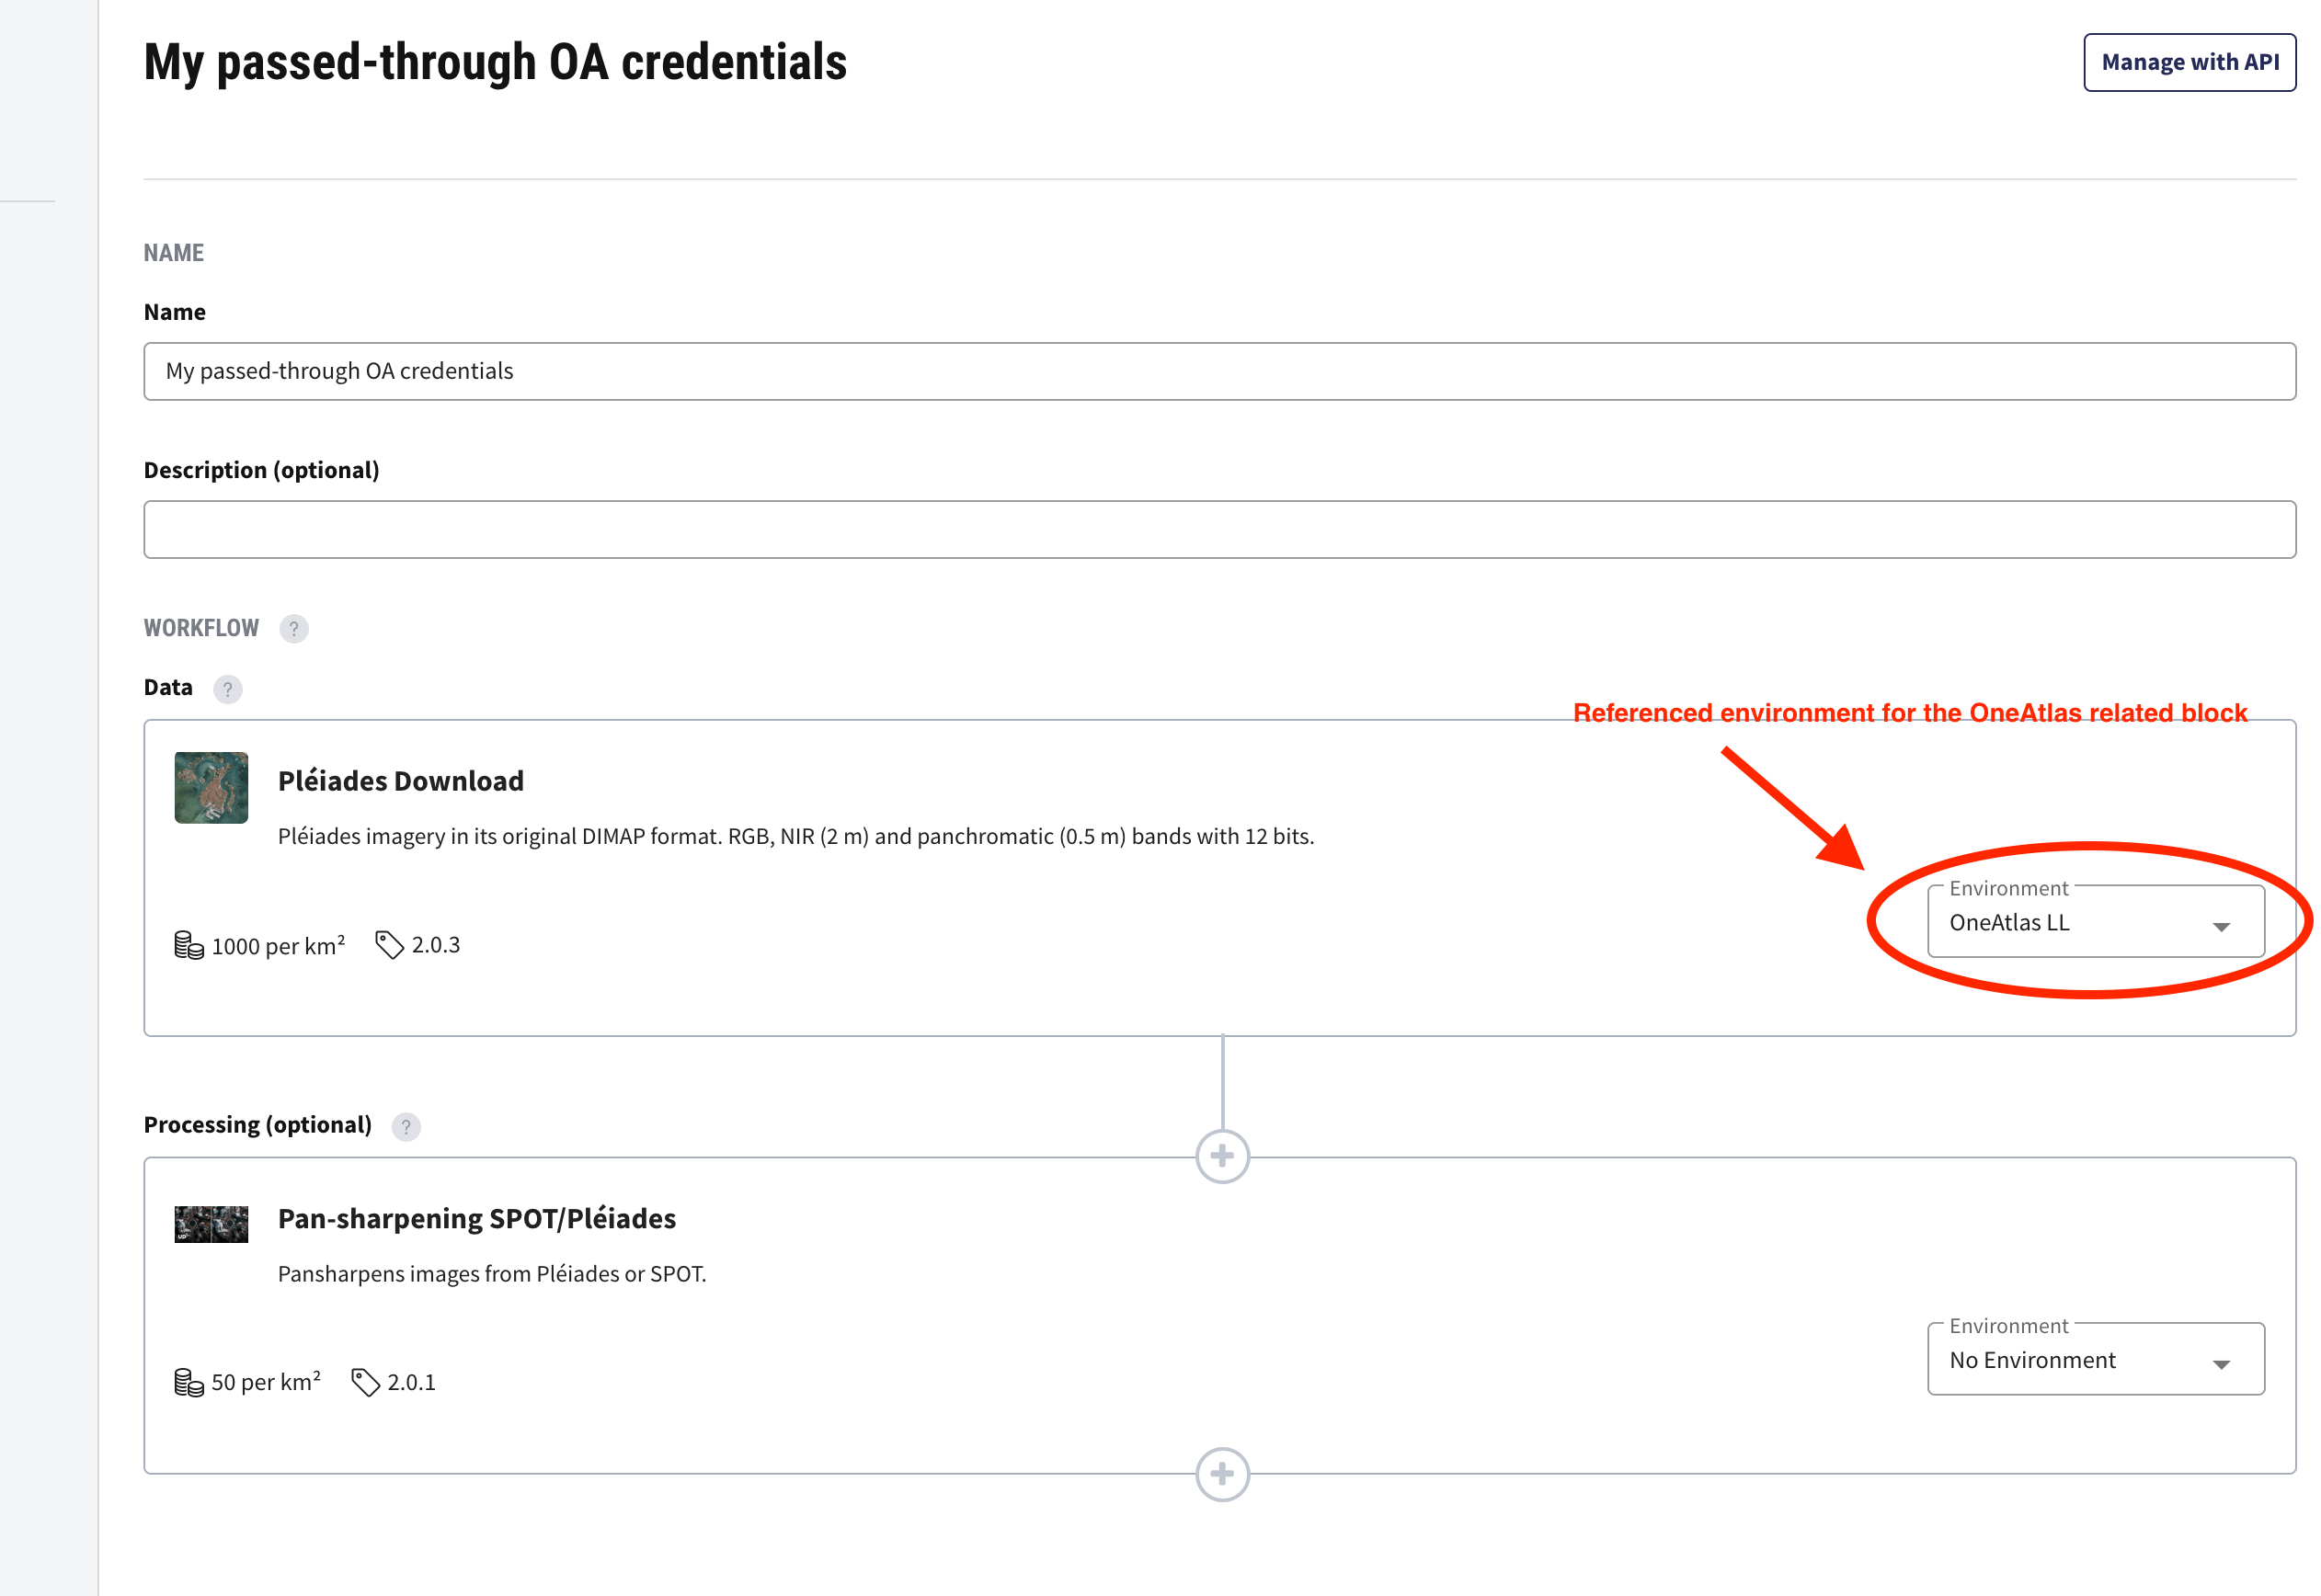 My passed-through OA credentials
Manage with API
NAME
Name
My passed-through OA credentials
Description (optional)
WORKFLOW ?
Data ?
Referenced environment for the OneAtlas related block
Pléiades Download
Pléiades imagery in its original DIMAP format. RGB, NIR (2 m) and panchromatic (0.5 m) bands with 12 bits.
Environment
OneAtlas LL
1000 per km² 2.0.3
Processing (optional) ?
Pan-sharpening SPOT/Pléiades
Pansharpens images from Pléiades or SPOT.
Environment
No Environment
50 per km² 2.0.1